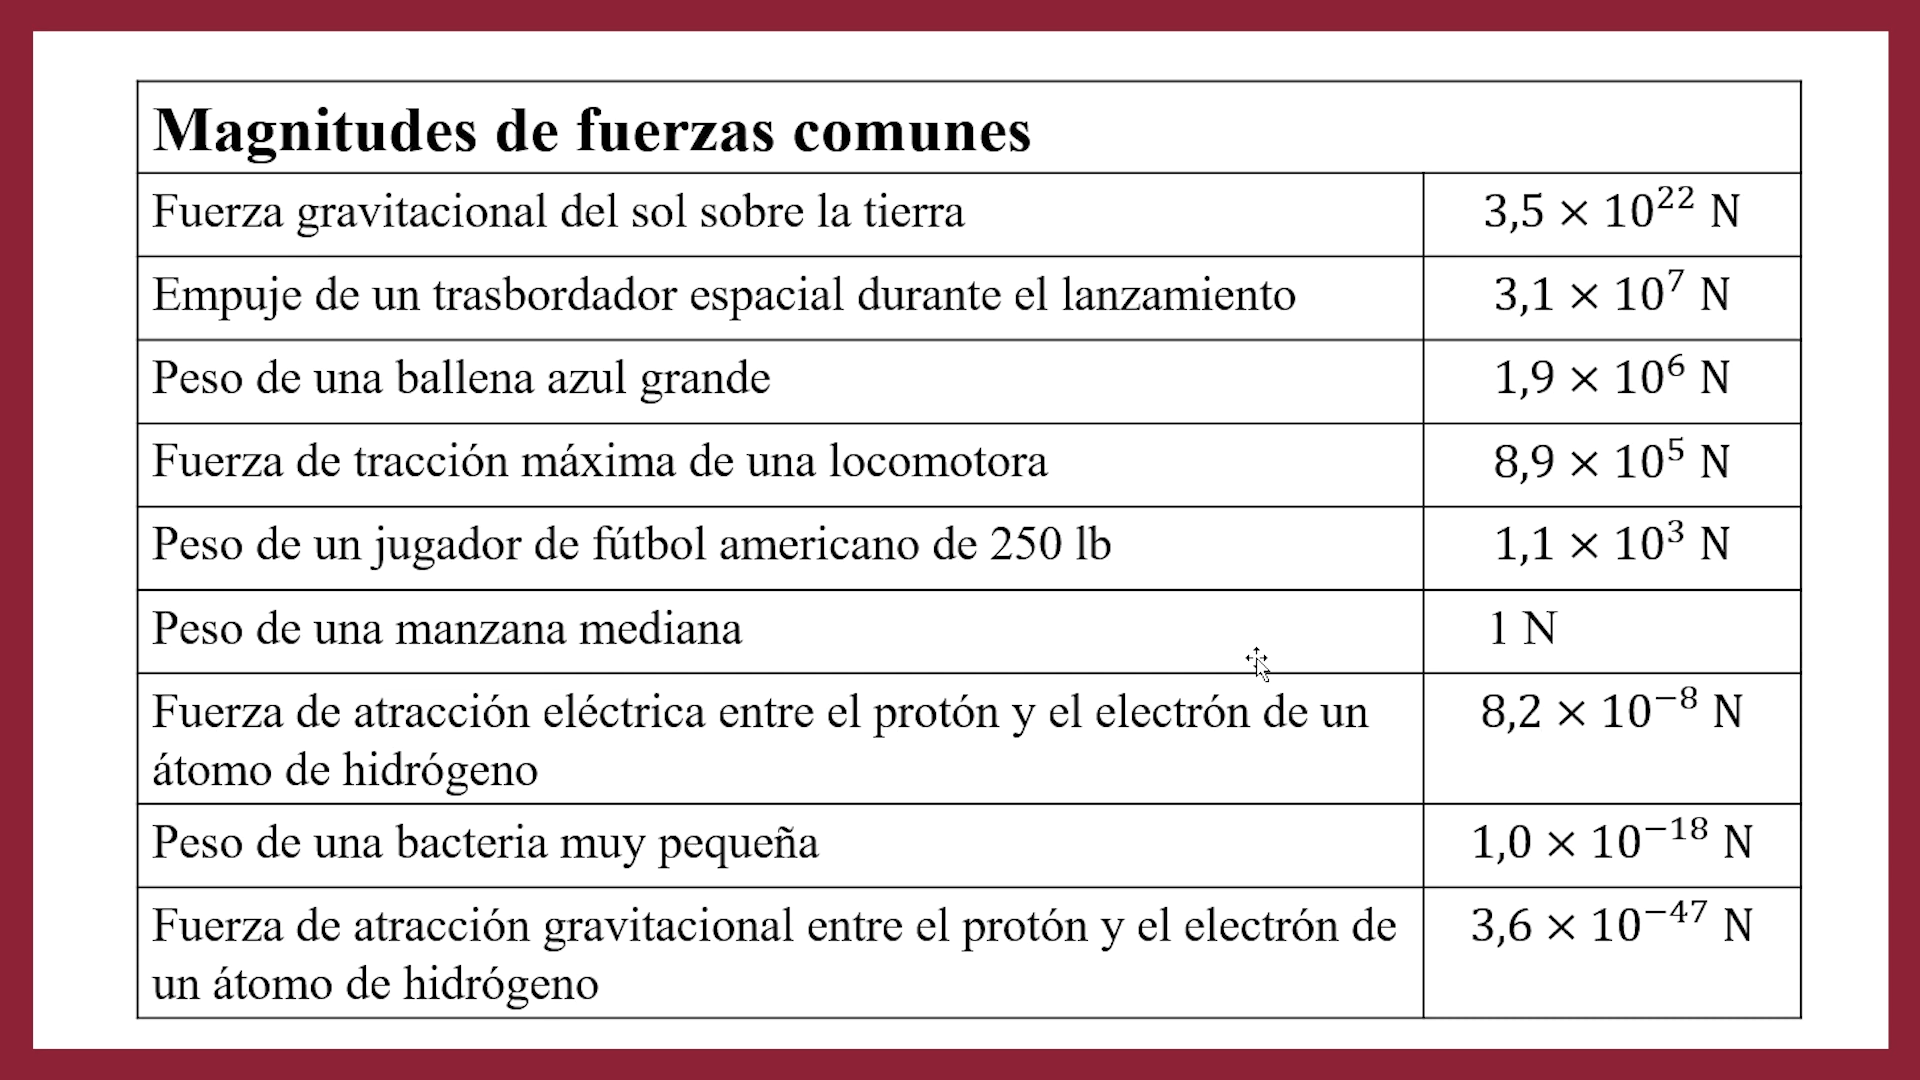 Magnitudes de fuerzas comunes
Fuerza gravitacional del sol sobre la tierra 3,5 × 10²² N
Empuje de un trasbordador espacial durante el lanzamiento 3,1 × 10⁷ N
Peso de una ballena azul grande 1,9 × 10⁶ N
Fuerza de tracción máxima de una locomotora 8,9 × 10⁵ N
Peso de un jugador de fútbol americano de 250 lb 1,1 × 10³ N
Peso de una manzana mediana 1 N
Fuerza de atracción eléctrica entre el protón y el electrón de un 8,2 × 10⁻⁸ N
átomo de hidrógeno
Peso de una bacteria muy pequeña 1,0 × 10⁻¹⁸ N
Fuerza de atracción gravitacional entre el protón y el electrón de 3,6 × 10⁻⁴⁷ N
un átomo de hidrógeno